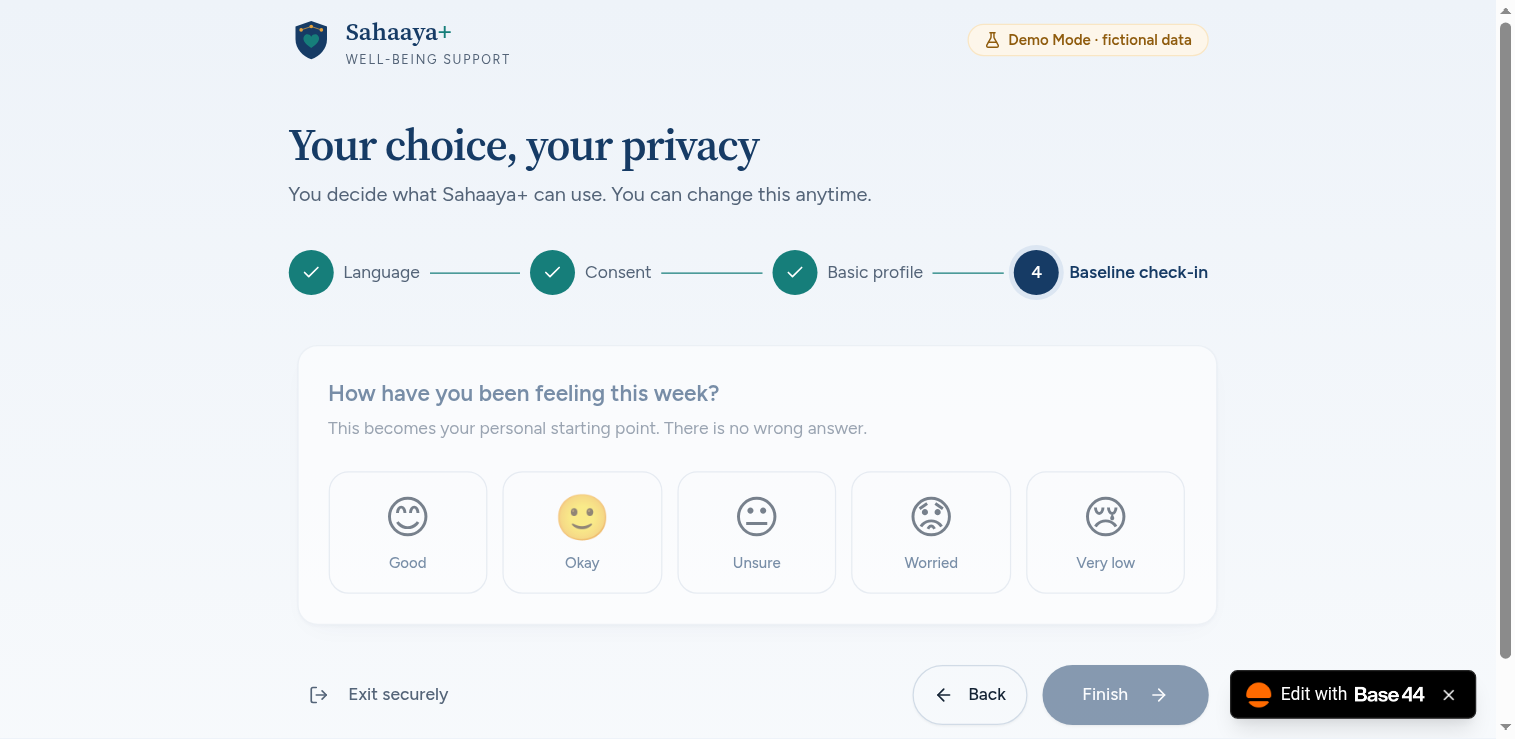 Sahaaya+
WELL-BEING SUPPORT
Demo Mode · fictional data
Your choice, your privacy
You decide what Sahaaya+ can use. You can change this anytime.
Language
Consent
Basic profile
4 Baseline check-in
How have you been feeling this week?
This becomes your personal starting point. There is no wrong answer.
Good
Okay
Unsure
Worried
Very low
Exit securely
Back
Finish
Edit with Base 44